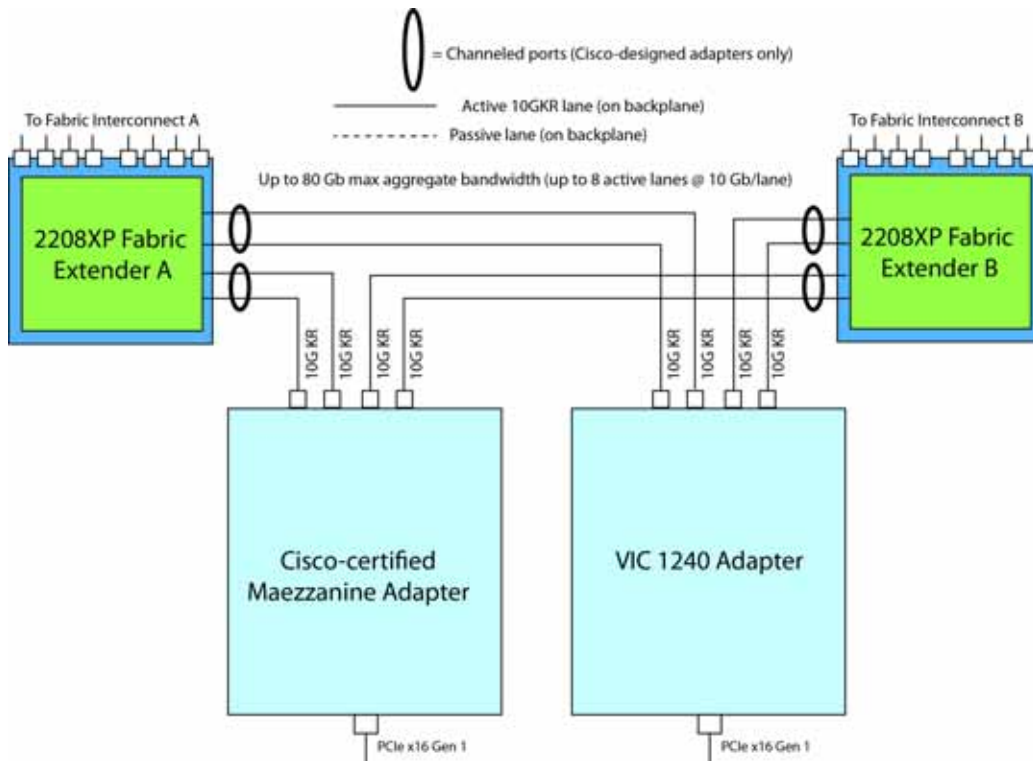 = Channeled ports (Cisco-designed adapters only)
Active 10GKR lane (on backplane)
Passive lane (on backplane)
To Fabric Interconnect A
To Fabric Interconnect B
Up to 80 Gb max aggregate bandwidth (up to 8 active lanes @ 10 Gb/lane)
2208XP Fabric
Extender A
2208XP Fabric
Extender B
10G KR
10G KR
10G KR
10G KR
10G KR
10G KR
10G KR
10G KR
Cisco-certified
Maezzanine Adapter
VIC 1240 Adapter
PCIe x16 Gen 1
PCIe x16 Gen 1